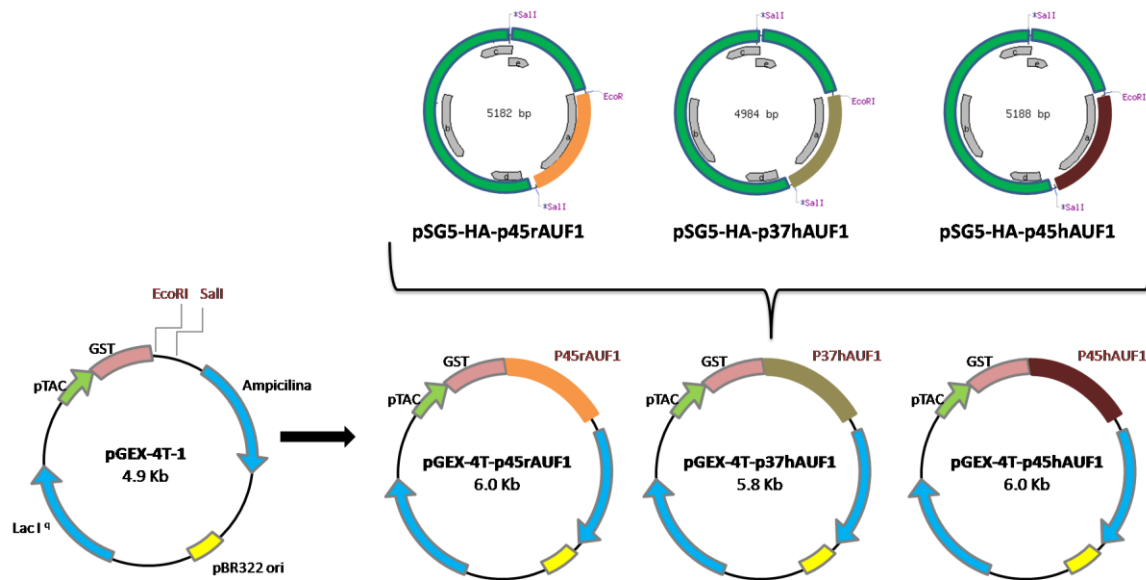 *SalI
*SalI
*SalI
c
e
c
e
c
e
EcoR
EcoRI
EcoRI
b
5182 bp
a
b
4984 bp
a
b
5188 bp
a
d
d
d
*SalI
*SalI
*SalI
pSG5-HA-p45rAUF1
pSG5-HA-p37hAUF1
pSG5-HA-p45hAUF1
EcoRI
SalI
GST
pTAC
Ampicilina
pGEX-4T-1
4.9 Kb
Lac I q
pBR322 ori
P45rAUF1
GST
pTAC
pGEX-4T-p45rAUF1
6.0 Kb
P37hAUF1
GST
pTAC
pGEX-4T-p37hAUF1
5.8 Kb
P45hAUF1
GST
pTAC
pGEX-4T-p45hAUF1
6.0 Kb